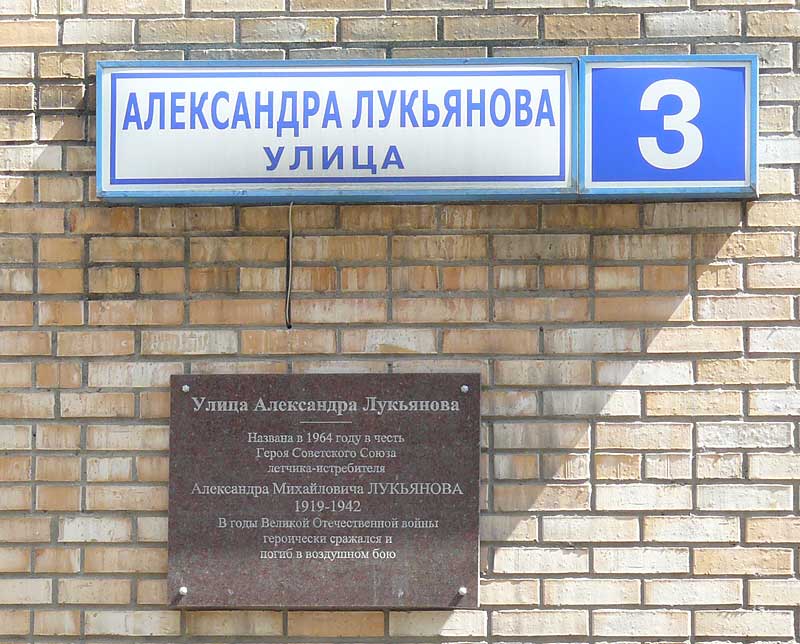 АЛЕКСАНДРА ЛУКЬЯНОВА
УЛИЦА
3
Улица Александра Лукьянова
Названа в 1964 году в честь
Героя Советского Союза
летчика-истребителя
Александра Михайловича ЛУКЬЯНОВА
1919-1942
В годы Великой Отечественной войны
героически сражался и
погиб в воздушном бою